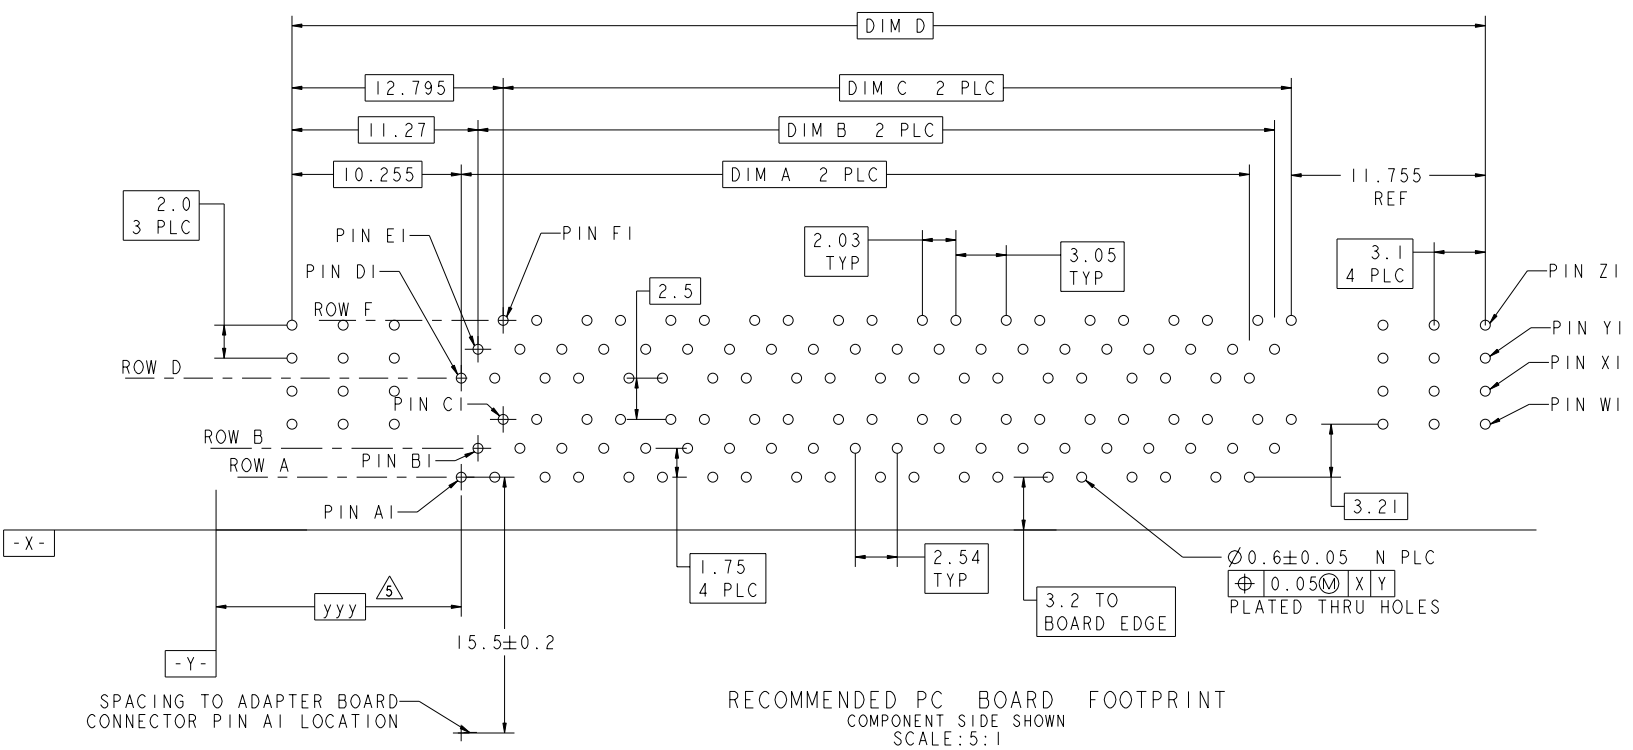 DIM D
12.795
DIM C 2 PLC
11.27
DIM B 2 PLC
10.255
DIM A 2 PLC
11.755
REF
2.0
3 PLC
PIN E1
PIN F1
2.03
TYP
3.05
TYP
3.1
4 PLC
PIN Z1
PIN D1
2.5
ROW F
PIN Y1
ROW D
PIN X1
PIN C1
PIN W1
ROW B
PIN B1
ROW A
PIN A1
3.21
-X-
1.75
4 PLC
2.54
TYP
Ø0.6±0.05 N PLC
⌖ 0.05Ⓜ X Y
PLATED THRU HOLES
5
yyy
3.2 TO
BOARD EDGE
15.5±0.2
-Y-
SPACING TO ADAPTER BOARD
CONNECTOR PIN A1 LOCATION
RECOMMENDED PC BOARD FOOTPRINT
COMPONENT SIDE SHOWN
SCALE:5:1